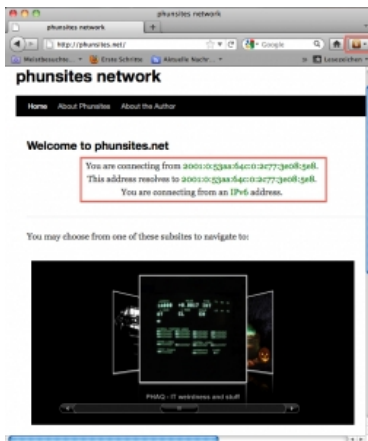 phunsites network
phunsites network
http://phunsites.net/
Google
Meistbesuchte...
Erste Schritte
Aktuelle Nachr...
Lesezeichen
phunsites network
Home
About Phunsites
About the Author
Welcome to phunsites.net
You are connecting from 2001:0:53aa:64c:0:2c77:3e08:5e8.
This address resolves to 2001:0:53aa:64c:0:2c77:3e08:5e8.
You are connecting from an IPv6 address.
You may choose from one of these subsites to navigate to:
PHAQ - IT weirdness and stuff